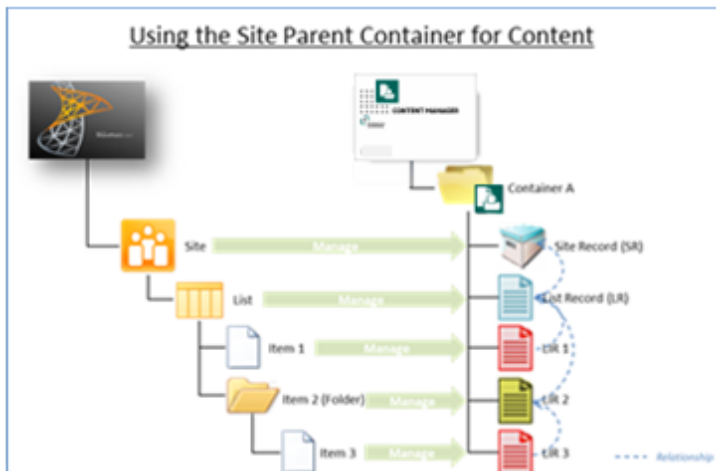 Using the Site Parent Container for Content
CONTENT MANAGER
Container A
Site
Manage
Site Record (SR)
List
Manage
List Record (LR)
Item 1
Manage
LIR 1
Item 2 (Folder)
Manage
LIR 2
Item 3
Manage
LIR 3
Relationship